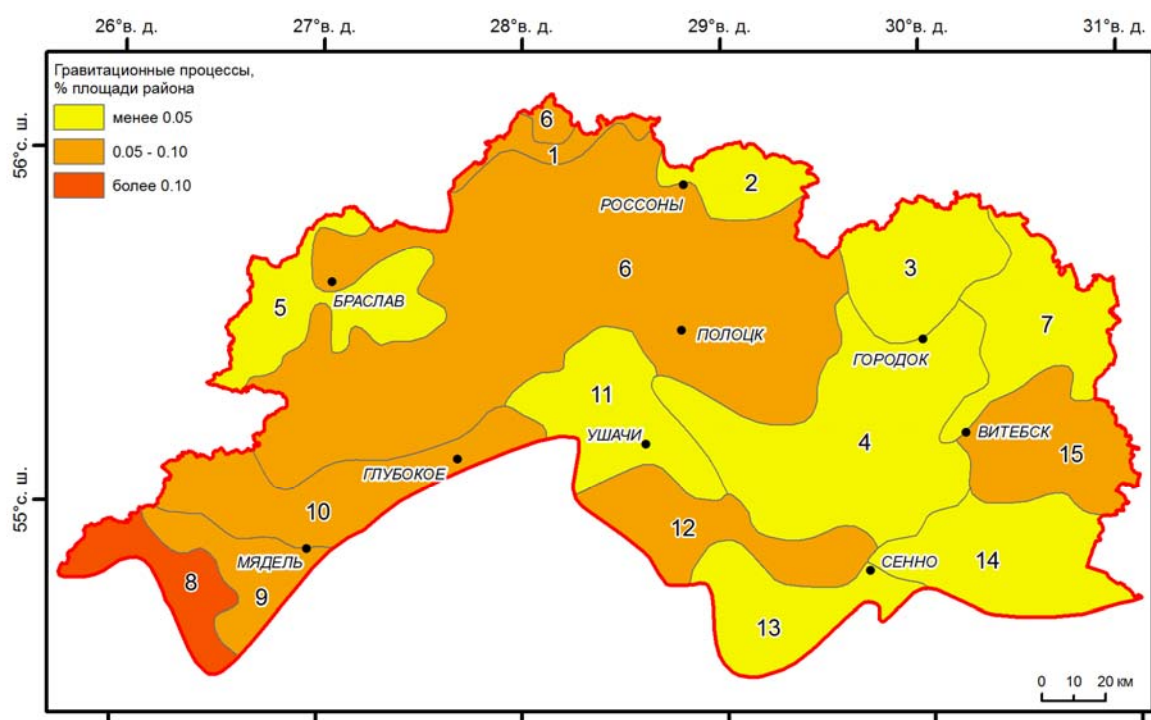 26°в. д. 27°в. д. 28°в. д. 29°в. д. 30°в. д. 31°в. д.
Гравитационные процессы,
% площади района
менее 0.05
0.05 - 0.10
более 0.10
56°с. ш.
55°с. ш.
6
1
2
РОССОНЫ
3
6
5
БРАСЛАВ
7
ПОЛОЦК
ГОРОДОК
11
УШАЧИ
4
ВИТЕБСК
15
ГЛУБОКОЕ
10
12
МЯДЕЛЬ
СЕННО
14
8
9
13
0 10 20 км